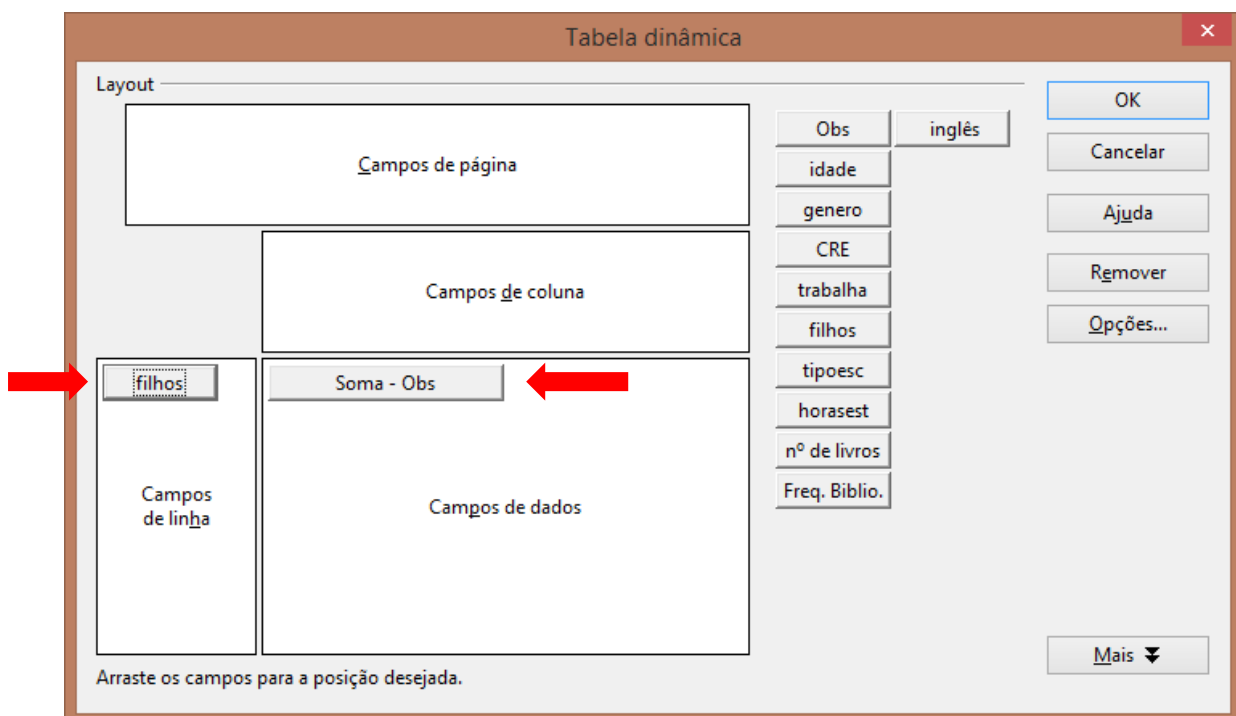 Tabela dinâmica
Layout
Campos de página
Campos de coluna
filhos
Campos
de linha
Soma - Obs
Campos de dados
Obs
inglês
idade
genero
CRE
trabalha
filhos
tipoesc
horasest
nº de livros
Freq. Biblio.
OK
Cancelar
Ajuda
Remover
Opções...
Mais
Arraste os campos para a posição desejada.